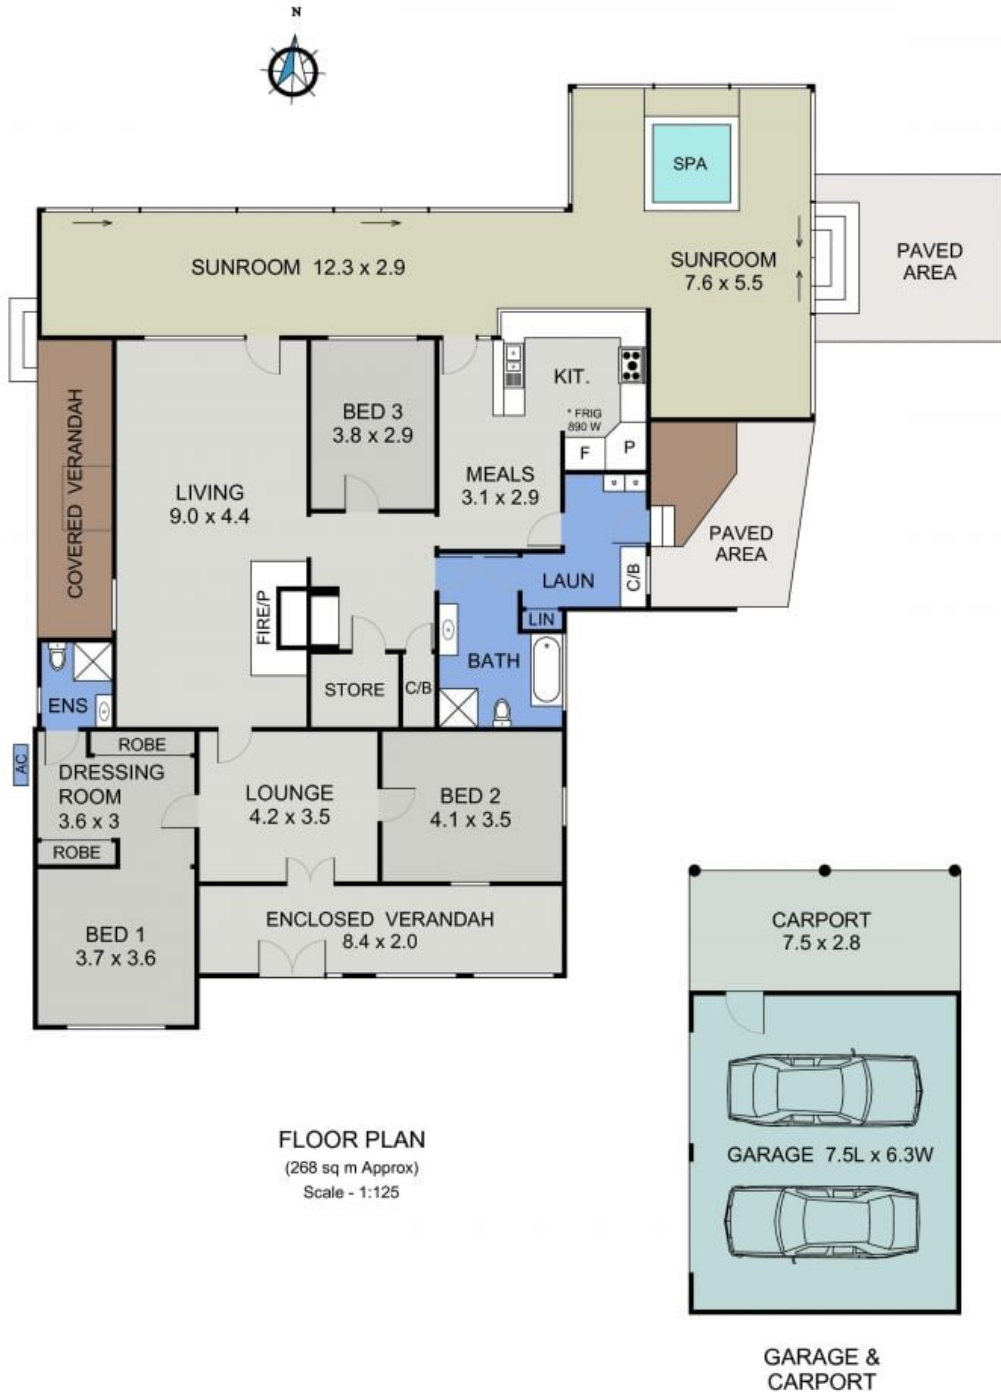 N
SPA
SUNROOM 12.3 x 2.9
SUNROOM
7.6 x 5.5
PAVED
AREA
COVERED VERANDAH
LIVING
9.0 x 4.4
BED 3
3.8 x 2.9
KIT.
* FRIG
890 W
F
P
MEALS
3.1 x 2.9
PAVED
AREA
LAUN
C/B
LIN
FIRE/P
BATH
STORE
C/B
ENS
AC
ROBE
DRESSING
ROOM
3.6 x 3
ROBE
LOUNGE
4.2 x 3.5
BED 2
4.1 x 3.5
BED 1
3.7 x 3.6
ENCLOSED VERANDAH
8.4 x 2.0
CARPORT
7.5 x 2.8
GARAGE 7.5L x 6.3W
FLOOR PLAN
(268 sq m Approx)
Scale - 1:125
GARAGE &
CARPORT